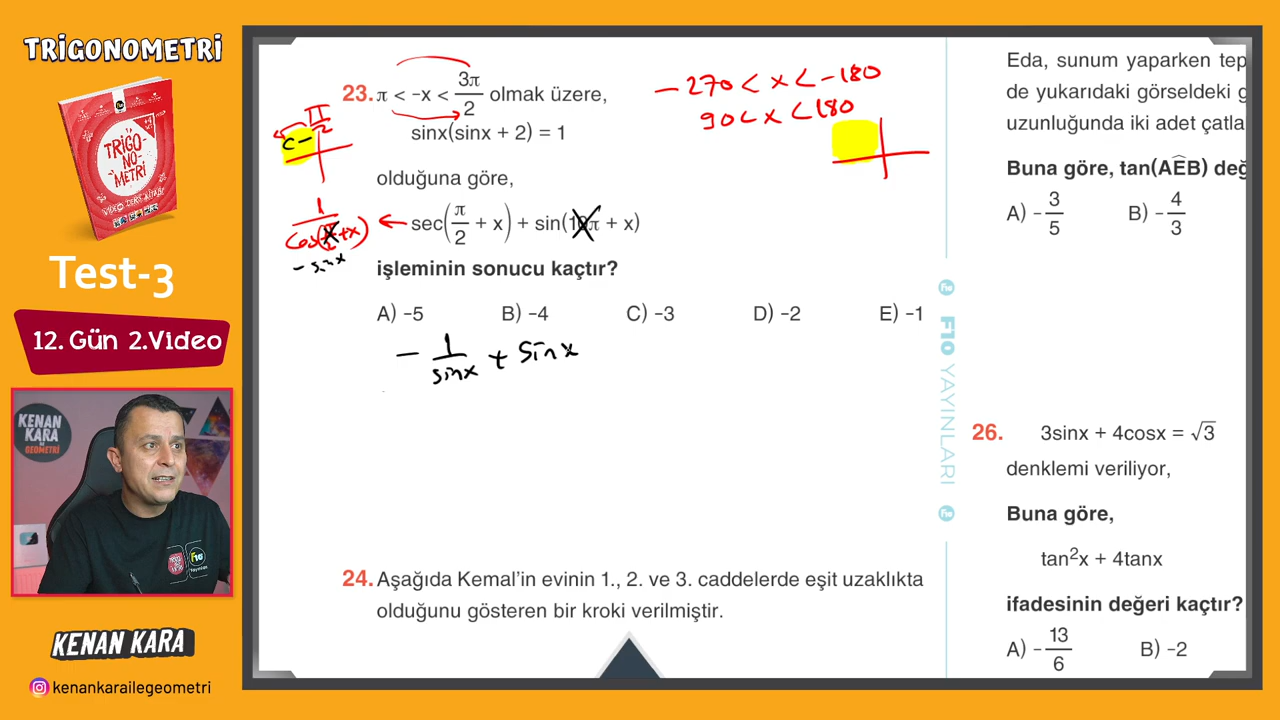 TRİGONOMETRİ
TRİGO-
NO-
METRİ
Test-3
12. Gün 2.Video
KENAN
KARA
GEOMETRİ
KENAN KARA
kenankarailegeometri
23. π < -x < 3π/2 olmak üzere,
sinx(sinx + 2) = 1
olduğuna göre,
sec(π/2 + x) + sin(10π + x)
işleminin sonucu kaçtır?
A) -5 B) -4 C) -3 D) -2 E) -1
-270 < x < -180
90 < x < 180
π/2
c -
1/cos(π/2+x)
-sinx
- 1/sinx + sinx
24. Aşağıda Kemal'in evinin 1., 2. ve 3. caddelerde eşit uzaklıkta
olduğunu gösteren bir kroki verilmiştir.
F10 YAYINLARI
Eda, sunum yaparken tep
de yukarıdaki görseldeki g
uzunluğunda iki adet çatla
Buna göre, tan(AEB) değ
A) -3/5 B) -4/3
26. 3sinx + 4cosx = √3
denklemi veriliyor,
Buna göre,
tan²x + 4tanx
ifadesinin değeri kaçtır?
A) -13/6 B) -2